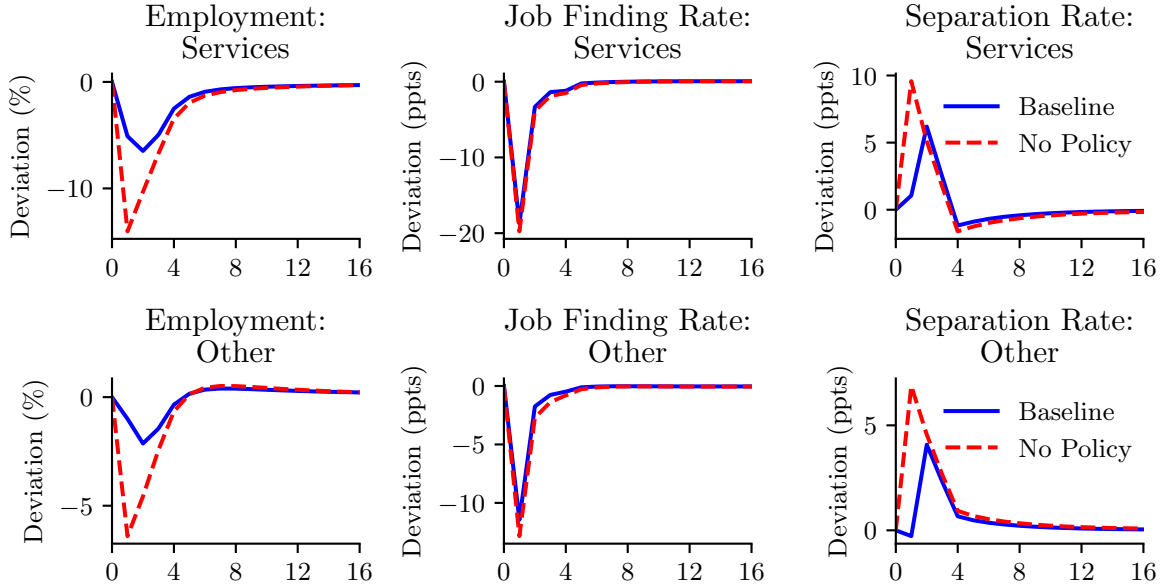 Employment:
Services
Job Finding Rate:
Services
Separation Rate:
Services
Deviation (%)
0
−10
0 4 8 12 16
Deviation (ppts)
0
−10
−20
0 4 8 12 16
Deviation (ppts)
10
5
0
Baseline
No Policy
0 4 8 12 16
Employment:
Other
Job Finding Rate:
Other
Separation Rate:
Other
Deviation (%)
0
−5
0 4 8 12 16
Deviation (ppts)
0
−5
−10
0 4 8 12 16
Deviation (ppts)
5
0
Baseline
No Policy
0 4 8 12 16